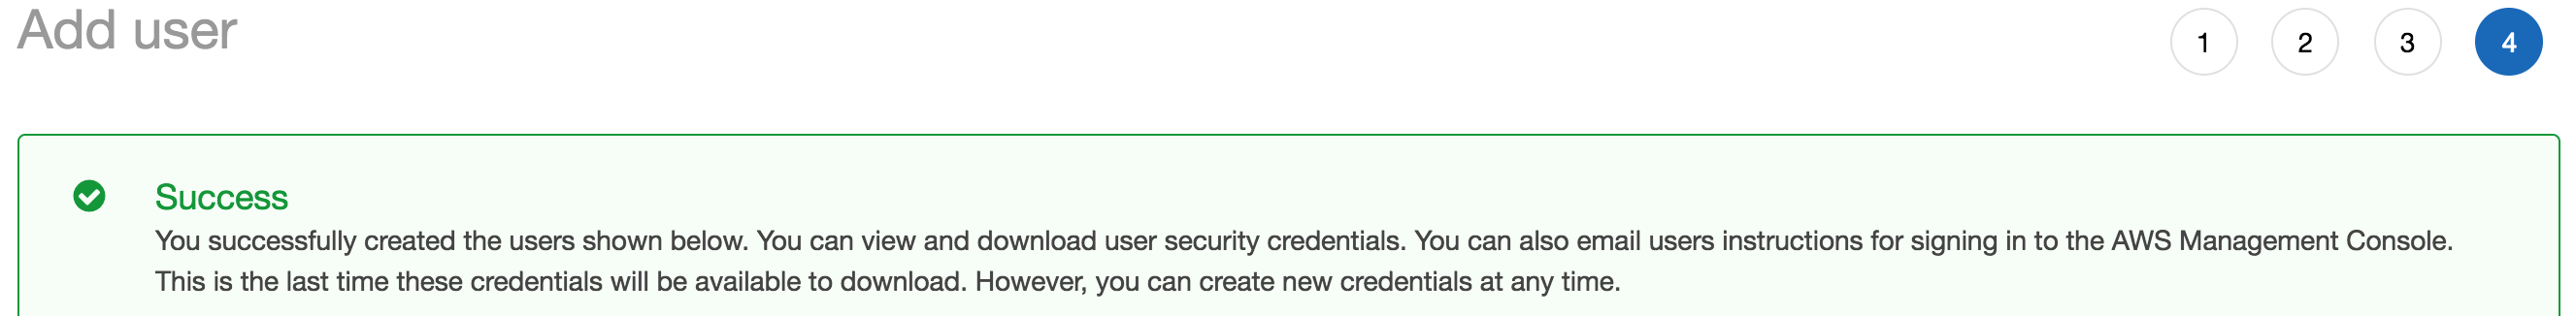 Add user
1 2 3 4
Success
You successfully created the users shown below. You can view and download user security credentials. You can also email users instructions for signing in to the AWS Management Console.
This is the last time these credentials will be available to download. However, you can create new credentials at any time.